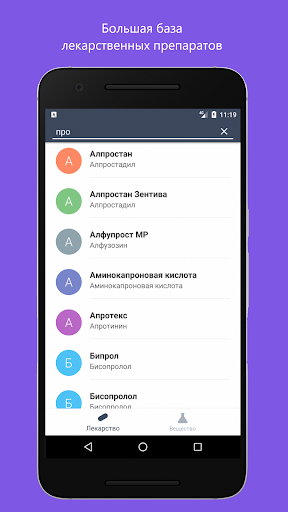 Большая база
лекарственных препаратов
11:19
про
А
Алпростан
Алпростадил
А
Алпростан Зентива
Алпростадил
А
Алфупрост МР
Алфузозин
А
Аминокапроновая кислота
Аминокапроновая кислота
А
Апротекс
Апротинин
Б
Бипрол
Бисопролол
Б
Бисопролол
Бисопролол
Лекарство
Вещество